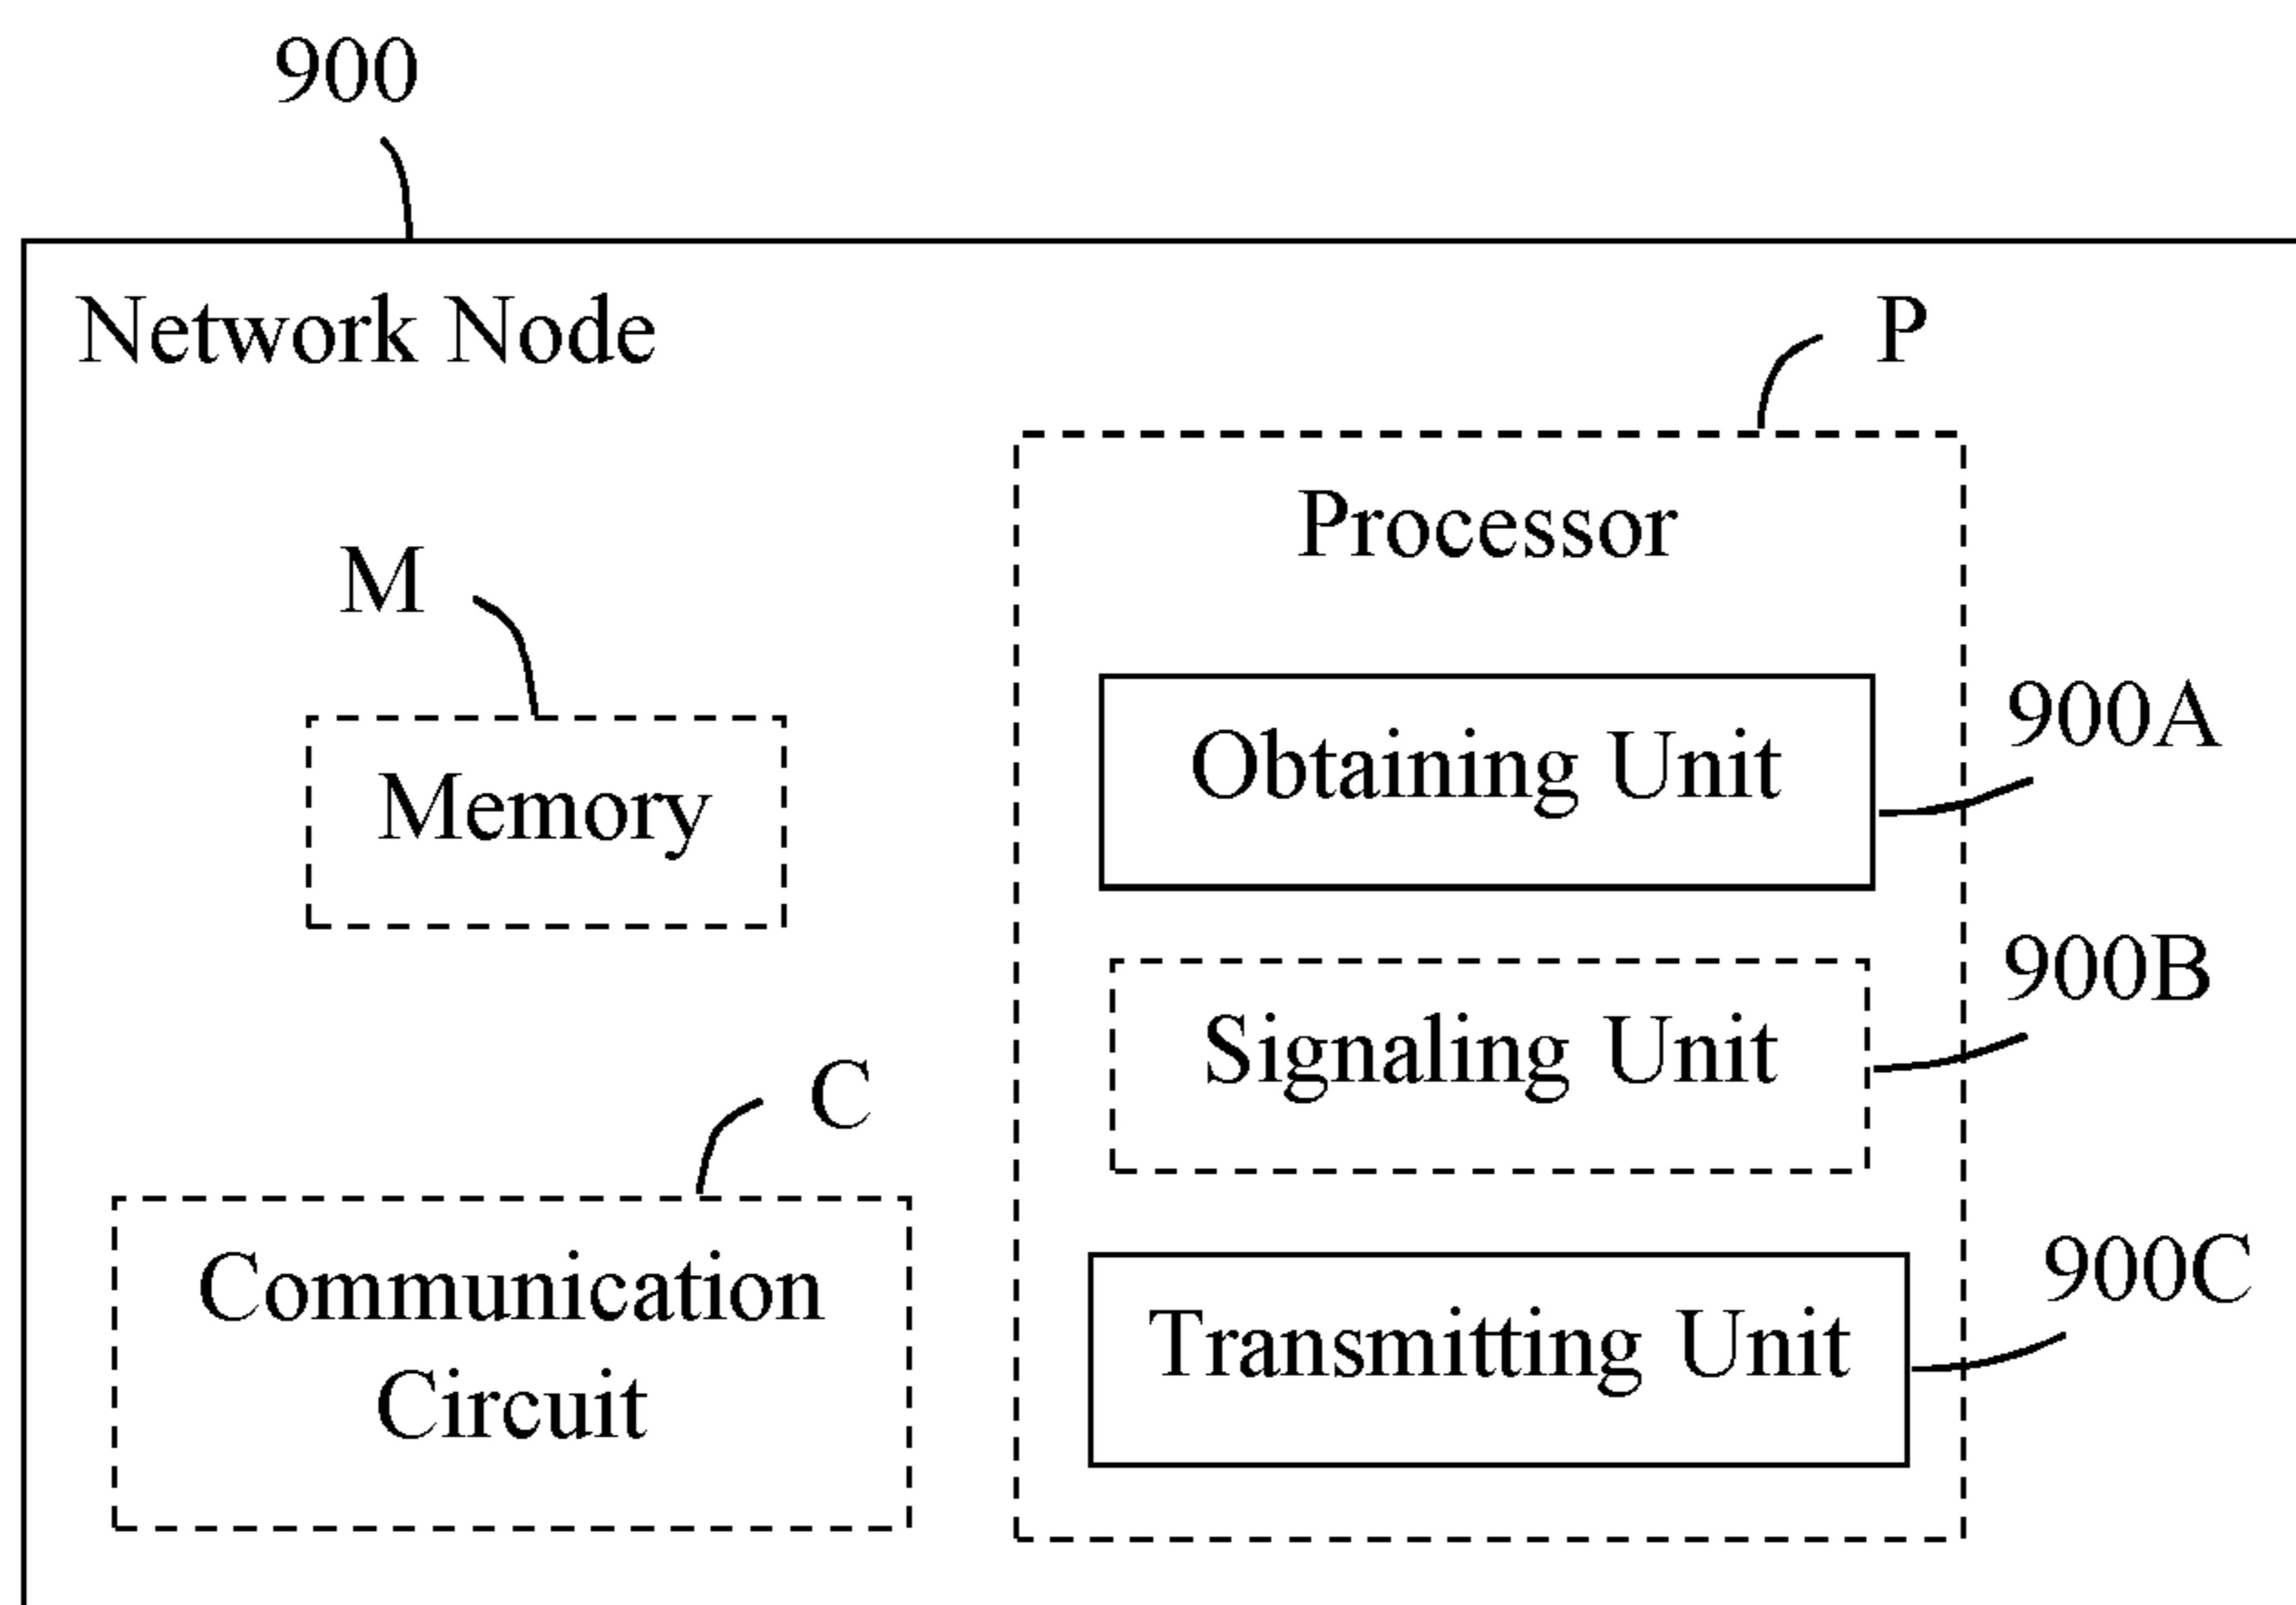 900
Network Node
P
Processor
M
Memory
Obtaining Unit
900A
Signaling Unit
900B
C
Communication
Circuit
Transmitting Unit
900C